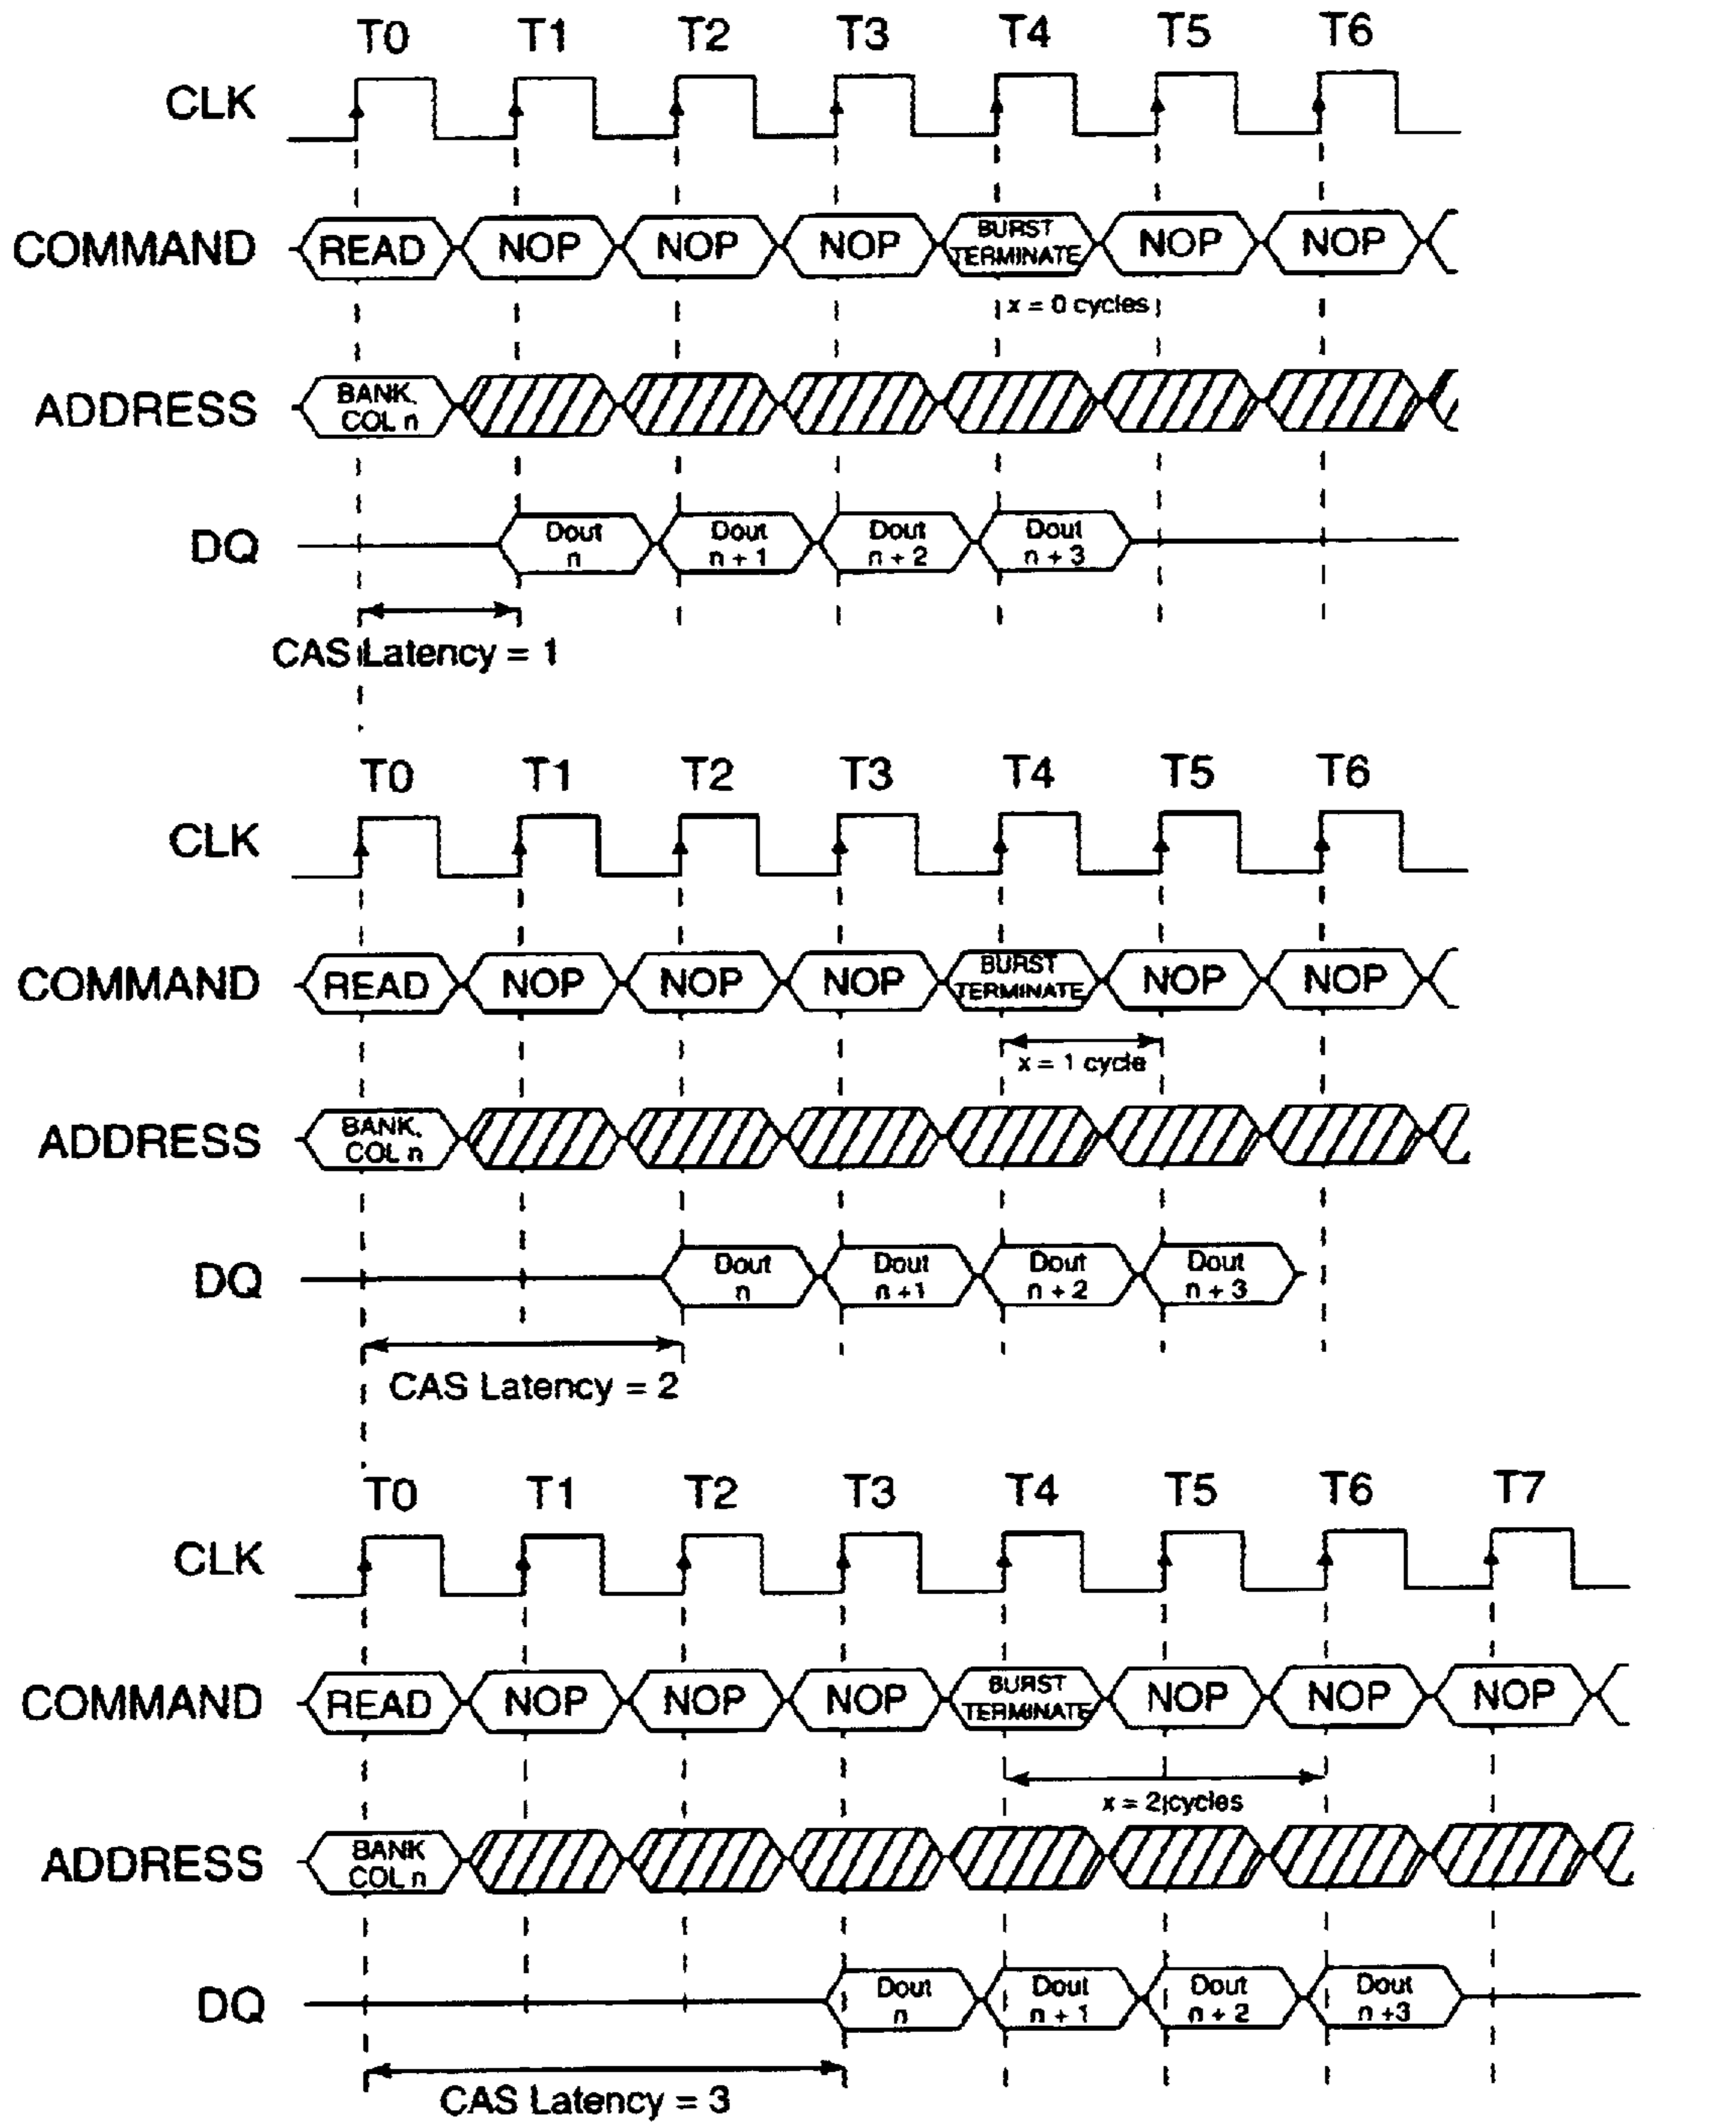 T0 T1 T2 T3 T4 T5 T6
CLK
COMMAND READ NOP NOP NOP BURST TERMINATE NOP NOP
x = 0 cycles
ADDRESS BANK, COL n
DQ Dout n Dout n + 1 Dout n + 2 Dout n + 3
CAS Latency = 1
T0 T1 T2 T3 T4 T5 T6
CLK
COMMAND READ NOP NOP NOP BURST TERMINATE NOP NOP
x = 1 cycle
ADDRESS BANK, COL n
DQ Dout n Dout n +1 Dout n + 2 Dout n + 3
CAS Latency = 2
T0 T1 T2 T3 T4 T5 T6 T7
CLK
COMMAND READ NOP NOP NOP BURST TERMINATE NOP NOP NOP
x = 2 cycles
ADDRESS BANK COL n
DQ Dout n Dout n + 1 Dout n + 2 Dout n +3
CAS Latency = 3